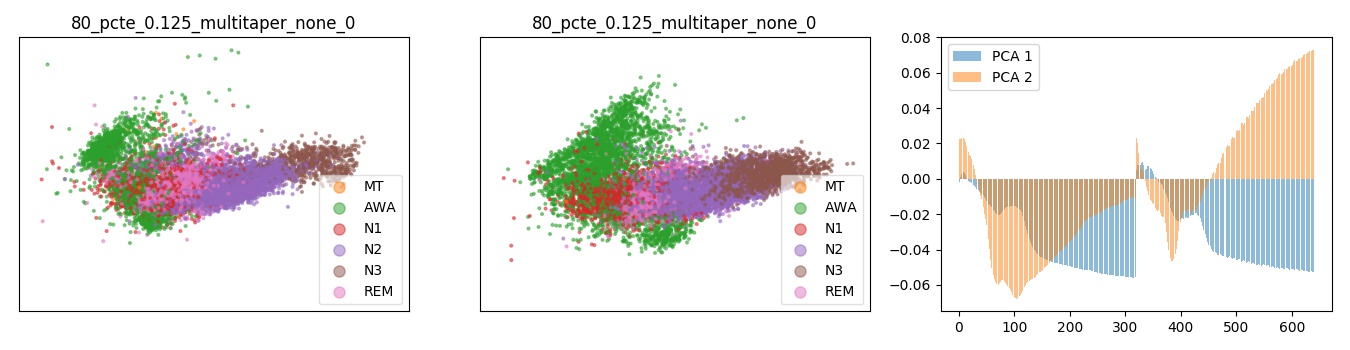 80_pcte_0.125_multitaper_none_0
MT
AWA
N1
N2
N3
REM
80_pcte_0.125_multitaper_none_0
MT
AWA
N1
N2
N3
REM
PCA 1
PCA 2
0.08
0.06
0.04
0.02
0.00
−0.02
−0.04
−0.06
0 100 200 300 400 500 600